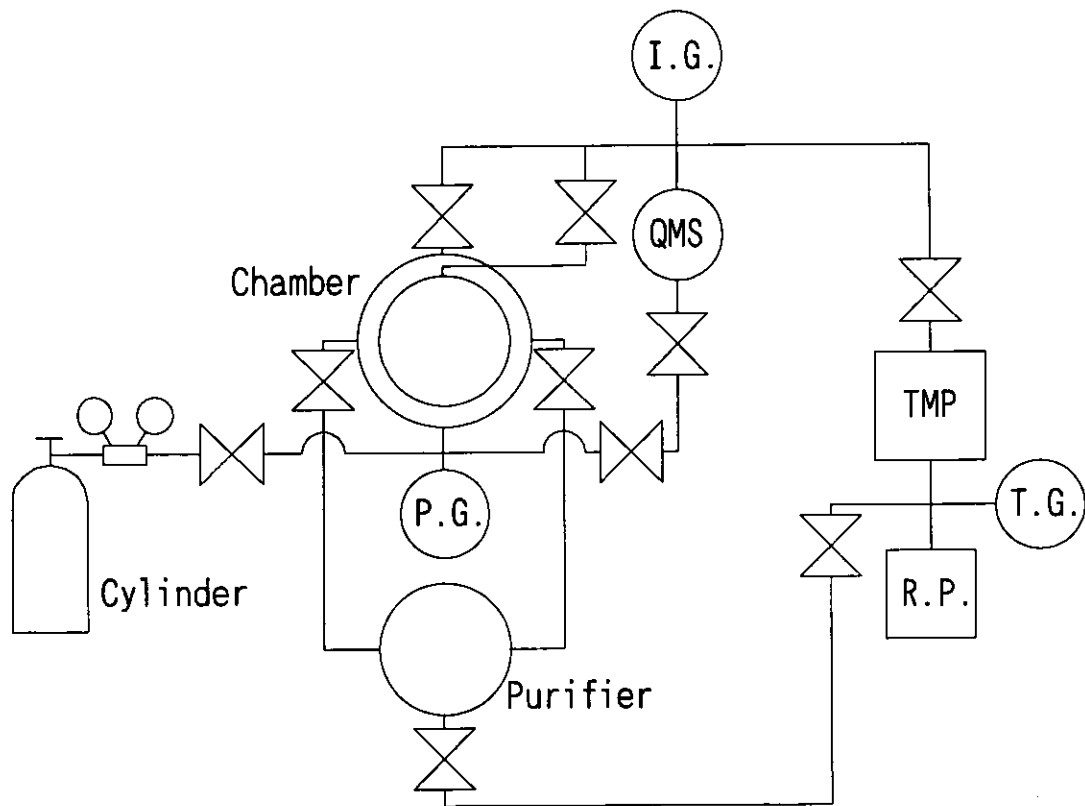 I.G.
QMS
Chamber
TMP
P.G.
T.G.
Cylinder
R.P.
Purifier